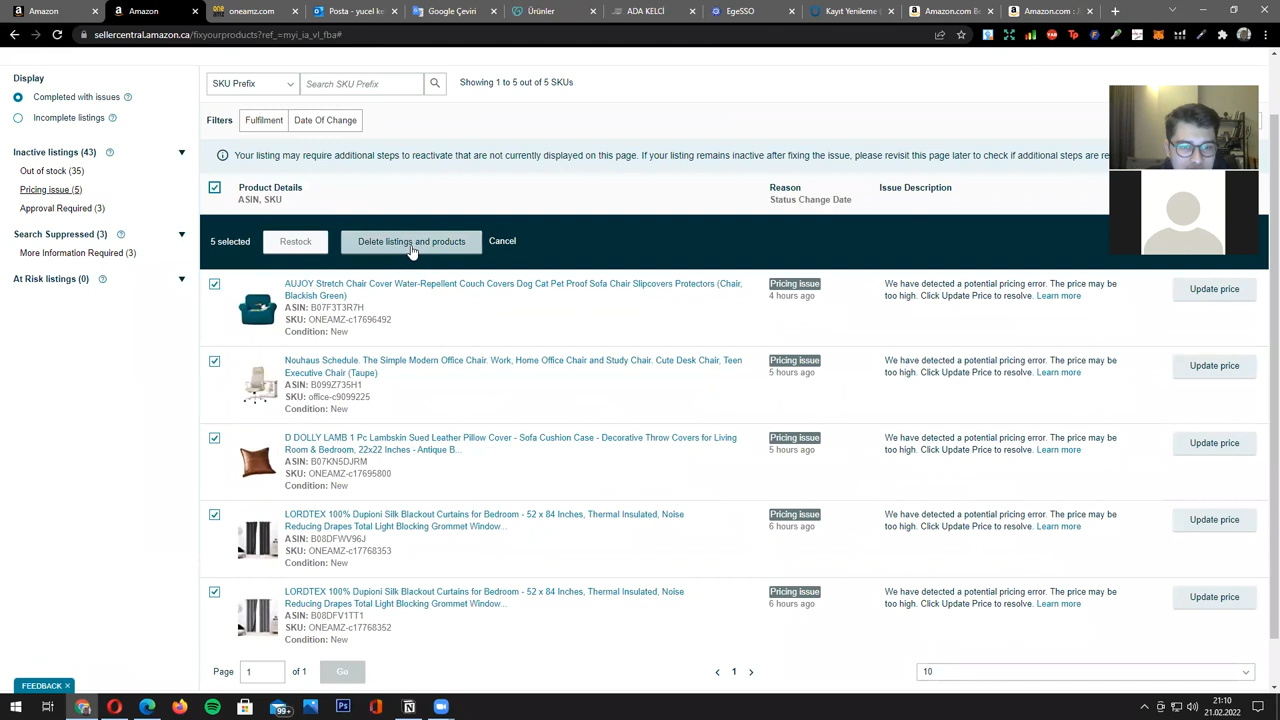 Amazon
Amazon
Amazon.com
Posta - yucel ke
Google Çeviri
Ürünler
ADA KELCI
EgeSSO
Kayıt Yenileme
Amazon.com Be
Amazon.com :
sellercentral.amazon.ca/fixyourproducts?ref_=myi_ia_vl_fba#
Display
Completed with issues
Incomplete listings
Inactive listings (43)
Out of stock (35)
Pricing issue (5)
Approval Required (3)
Search Suppressed (3)
More Information Required (3)
At Risk listings (0)
SKU Prefix
Search SKU Prefix
Showing 1 to 5 out of 5 SKUs
Filters
Fulfilment
Date Of Change
Your listing may require additional steps to reactivate that are not currently displayed on this page. If your listing remains inactive after fixing the issue, please revisit this page later to check if additional steps are re
Product Details
ASIN, SKU
Reason
Status Change Date
Issue Description
5 selected
Restock
Delete listings and products
Cancel
AUJOY Stretch Chair Cover Water-Repellent Couch Covers Dog Cat Pet Proof Sofa Chair Slipcovers Protectors (Chair,
Blackish Green)
ASIN: B07F3T3R7H
SKU: ONEAMZ-c17696492
Condition: New
Pricing issue
4 hours ago
We have detected a potential pricing error. The price may be
too high. Click Update Price to resolve. Learn more
Update price
Nouhaus Schedule. The Simple Modern Office Chair. Work, Home Office Chair and Study Chair. Cute Desk Chair, Teen
Executive Chair (Taupe)
ASIN: B099Z735H1
SKU: office-c9099225
Condition: New
Pricing issue
5 hours ago
We have detected a potential pricing error. The price may be
too high. Click Update Price to resolve. Learn more
Update price
D DOLLY LAMB 1 Pc Lambskin Sued Leather Pillow Cover - Sofa Cushion Case - Decorative Throw Covers for Living
Room & Bedroom, 22x22 Inches - Antique B...
ASIN: B07KN5DJRM
SKU: ONEAMZ-c17695800
Condition: New
Pricing issue
5 hours ago
We have detected a potential pricing error. The price may be
too high. Click Update Price to resolve. Learn more
Update price
LORDTEX 100% Dupioni Silk Blackout Curtains for Bedroom - 52 x 84 Inches, Thermal Insulated, Noise
Reducing Drapes Total Light Blocking Grommet Window...
ASIN: B08DFWV96J
SKU: ONEAMZ-c17768353
Condition: New
Pricing issue
6 hours ago
We have detected a potential pricing error. The price may be
too high. Click Update Price to resolve. Learn more
Update price
LORDTEX 100% Dupioni Silk Blackout Curtains for Bedroom - 52 x 84 Inches, Thermal Insulated, Noise
Reducing Drapes Total Light Blocking Grommet Window...
ASIN: B08DFV1TT1
SKU: ONEAMZ-c17768352
Condition: New
Pricing issue
6 hours ago
We have detected a potential pricing error. The price may be
too high. Click Update Price to resolve. Learn more
Update price
Page
1
of 1
Go
1
10
FEEDBACK
99+
21:10
21.02.2022